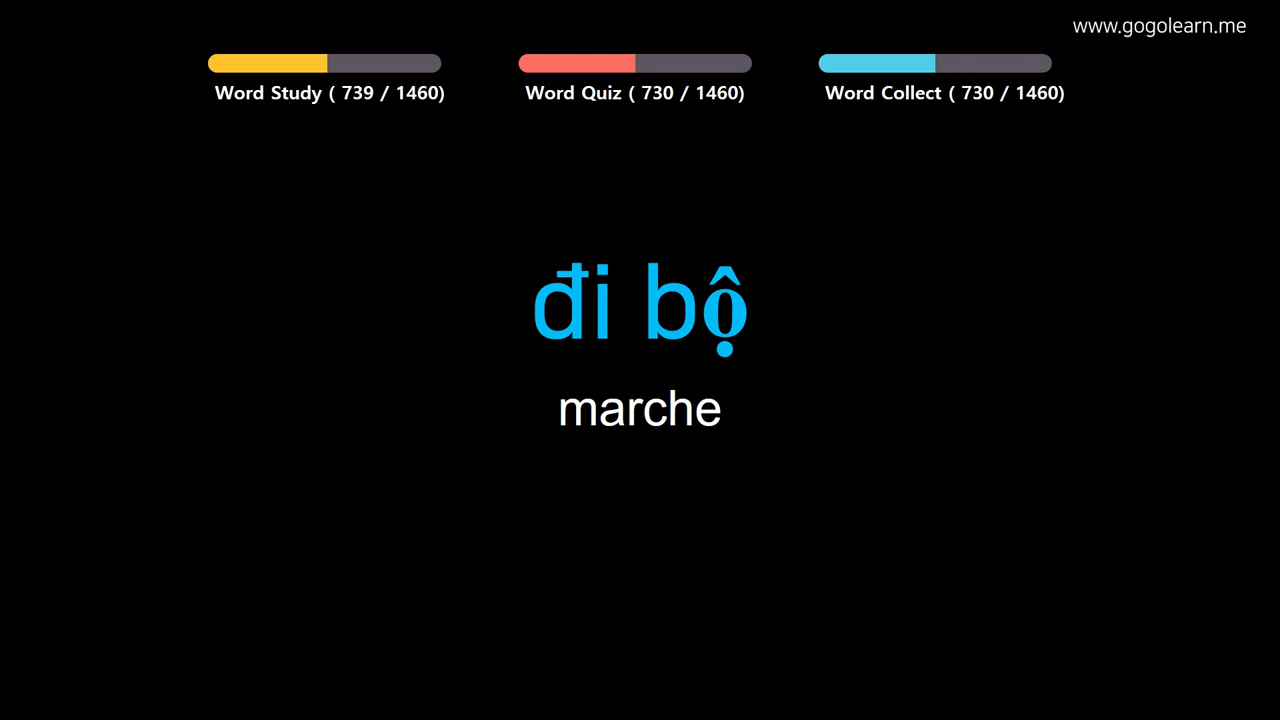 www.gogolearn.me
Word Study ( 739 / 1460)
Word Quiz ( 730 / 1460)
Word Collect ( 730 / 1460)
đi bộ
marche